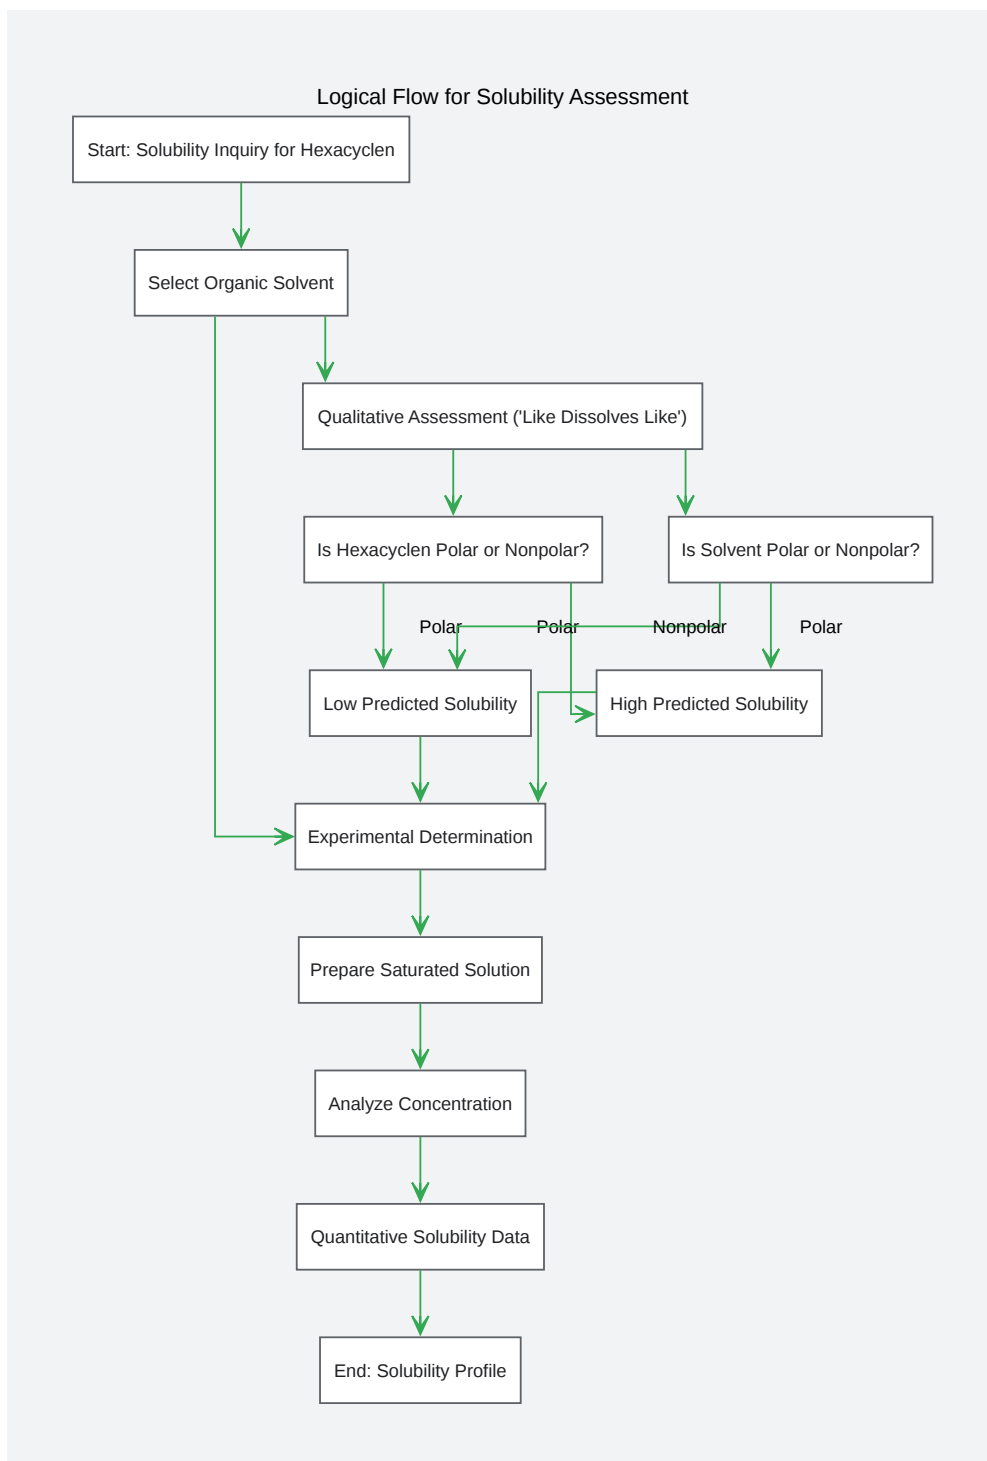 Logical Flow for Solubility Assessment
Start: Solubility Inquiry for Hexacyclen
Select Organic Solvent
Qualitative Assessment ('Like Dissolves Like')
Is Hexacyclen Polar or Nonpolar?
Is Solvent Polar or Nonpolar?
Polar
Polar
Nonpolar
Polar
Low Predicted Solubility
High Predicted Solubility
Experimental Determination
Prepare Saturated Solution
Analyze Concentration
Quantitative Solubility Data
End: Solubility Profile